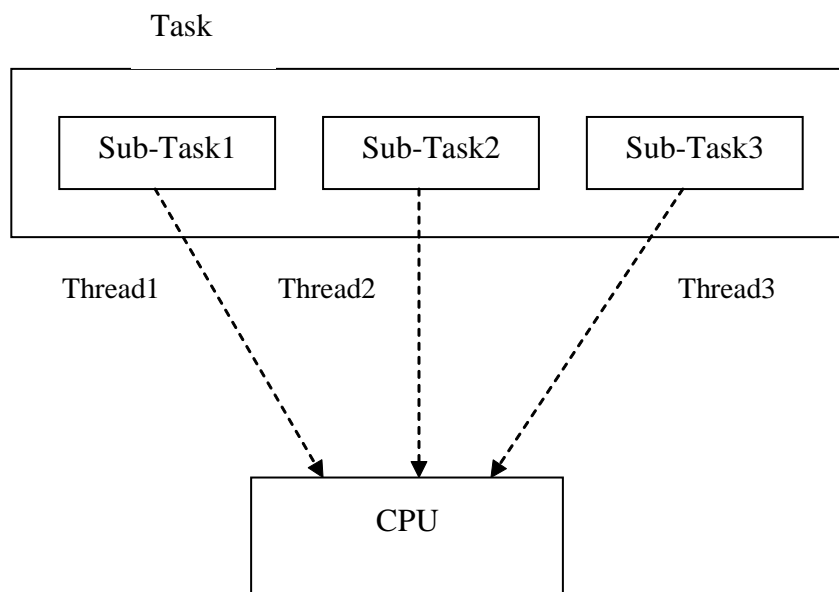 Task
Sub-Task1
Sub-Task2
Sub-Task3
Thread1
Thread2
Thread3
CPU